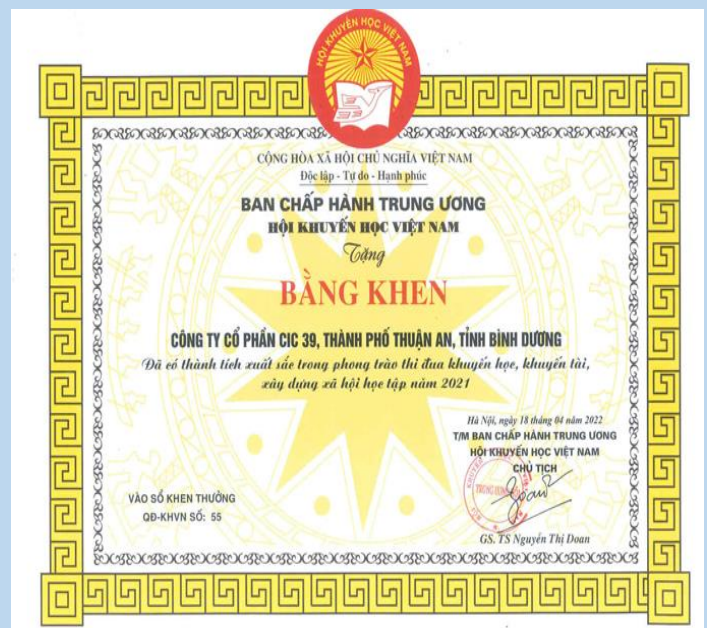 HỘI KHUYẾN HỌC VIỆT NAM
CỘNG HÒA XÃ HỘI CHỦ NGHĨA VIỆT NAM
Độc lập - Tự do - Hạnh phúc
BAN CHẤP HÀNH TRUNG ƯƠNG
HỘI KHUYẾN HỌC VIỆT NAM
Tặng
BẰNG KHEN
CÔNG TY CỔ PHẦN CIC 39, THÀNH PHỐ THUẬN AN, TỈNH BÌNH DƯƠNG
Đã có thành tích xuất sắc trong phong trào thi đua khuyến học, khuyến tài,
xây dựng xã hội học tập năm 2021
Hà Nội, ngày 18 tháng 04 năm 2022
T/M BAN CHẤP HÀNH TRUNG ƯƠNG
HỘI KHUYẾN HỌC VIỆT NAM
CHỦ TỊCH
TRUNG ƯƠNG
VÀO SỔ KHEN THƯỞNG
QĐ-KHVN SỐ: 55
GS. TS Nguyễn Thị Doan